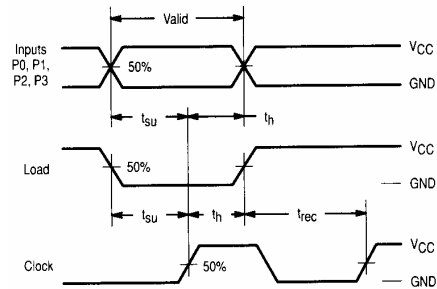 Valid
Inputs
P0, P1,
P2, P3
50%
VCC
GND
tsu
th
Load
50%
VCC
GND
tsu
th
trec
Clock
50%
VCC
GND